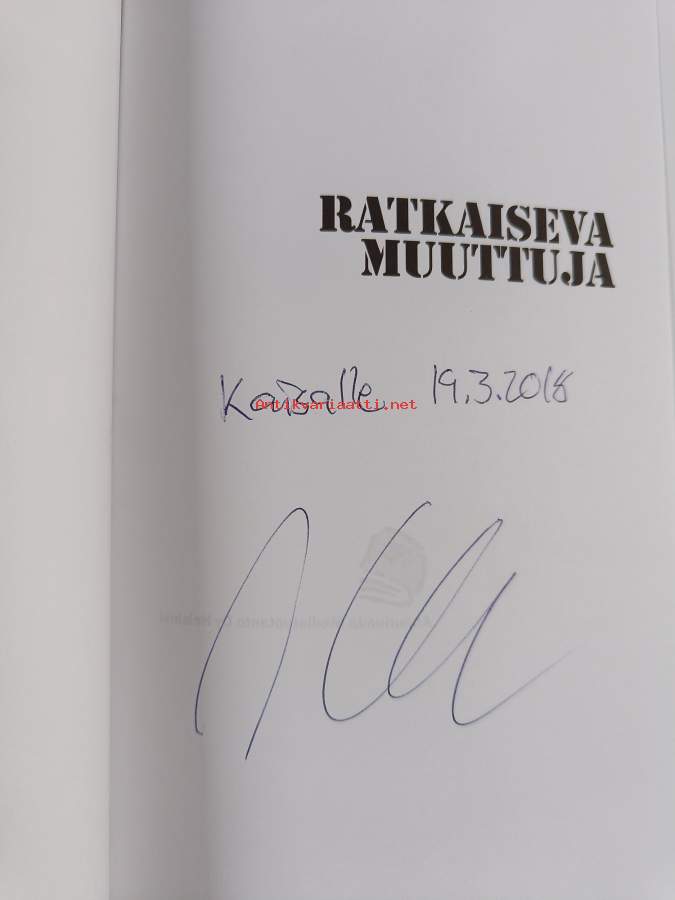 RATKAISEVA
MUUTTUJA
Kaisalle 19.3.2018
Antikvariaatti.net